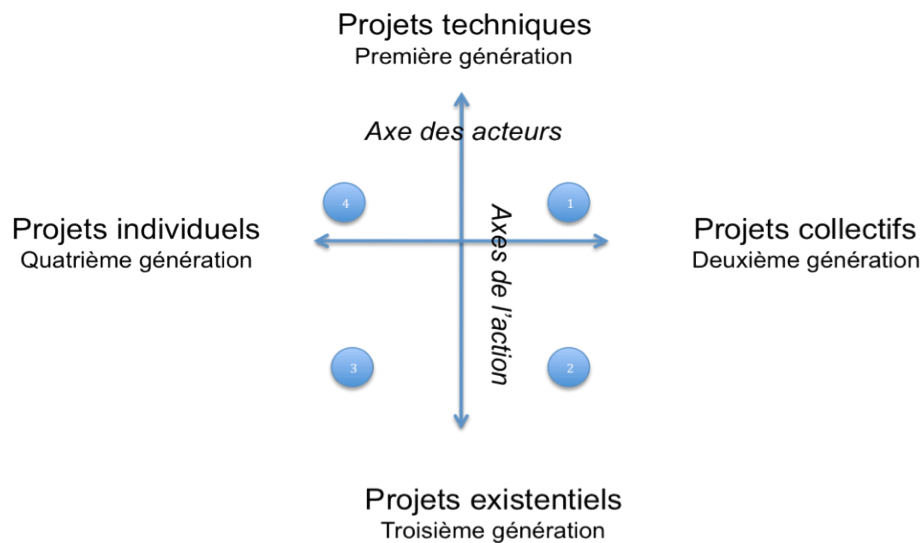 Projets techniques
Première génération
Axe des acteurs
4
1
Projets individuels
Quatrième génération
Projets collectifs
Deuxième génération
Axes de l'action
3
2
Projets existentiels
Troisième génération